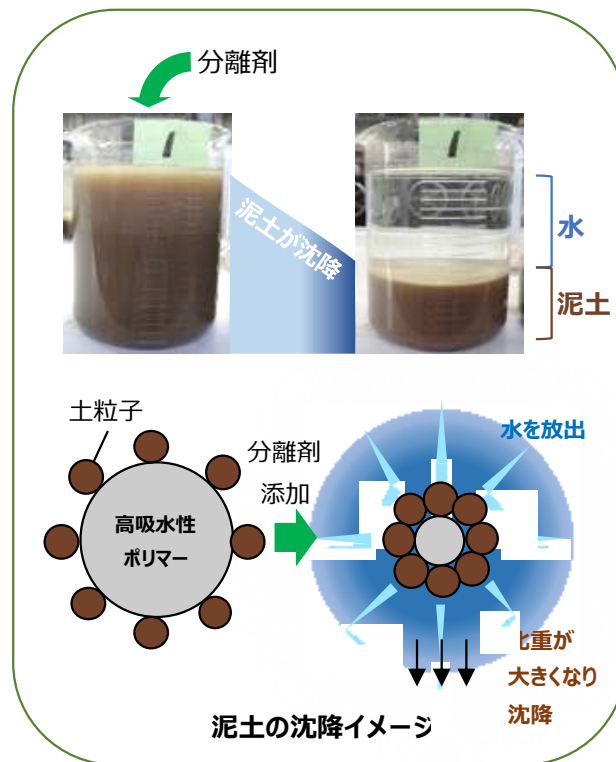 分離剤
1
1
泥土が沈降
水
泥土
土粒子
分離剤
添加
高吸水性
ポリマー
水を放出
比重が
大きくなり
沈降
泥土の沈降イメージ